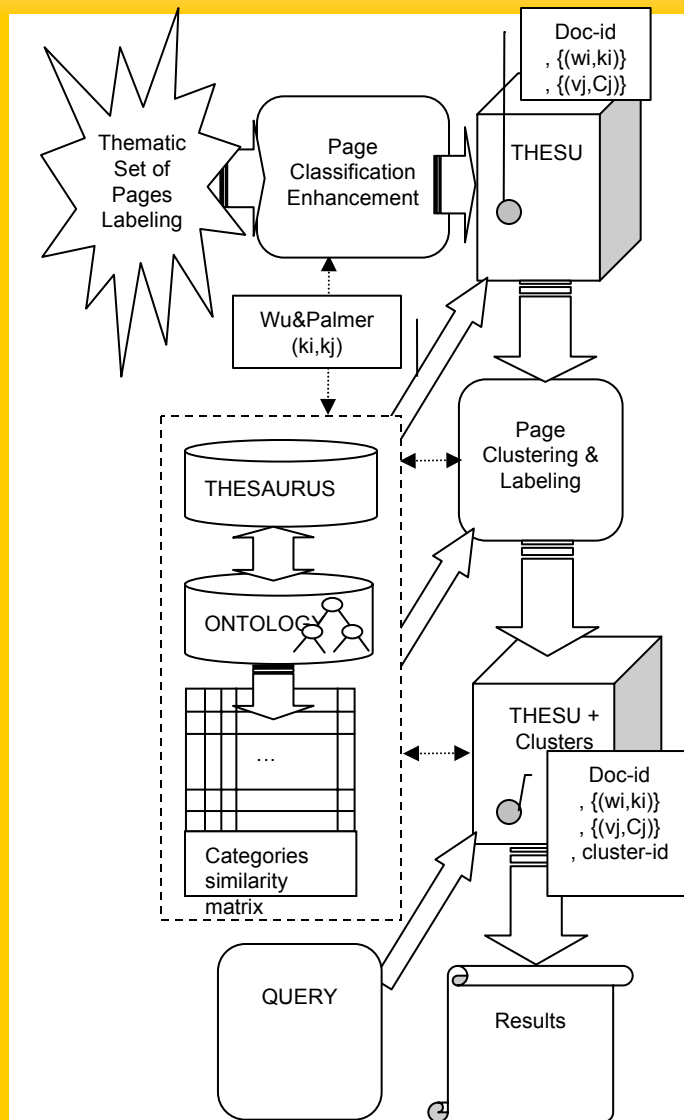 Doc-id
, {(wi,ki)}
, {(vj,Cj)}
Thematic
Set of
Pages
Labeling
Page
Classification
Enhancement
THESU
Wu&Palmer
(ki,kj)
Page
Clustering &
Labeling
THESAURUS
ONTOLOGY
...
Categories
similarity
matrix
THESU +
Clusters
Doc-id
, {(wi,ki)}
, {(vj,Cj)}
, cluster-id
QUERY
Results